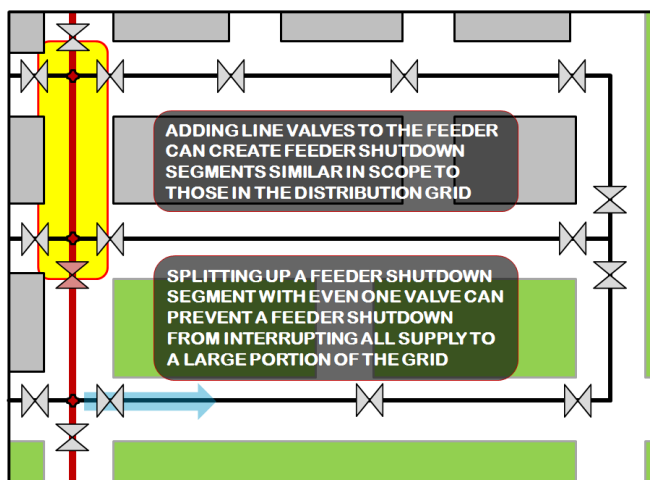 ADDING LINE VALVES TO THE FEEDER
CAN CREATE FEEDER SHUTDOWN
SEGMENTS SIMILAR IN SCOPE TO
THOSE IN THE DISTRIBUTION GRID
SPLITTING UP A FEEDER SHUTDOWN
SEGMENT WITH EVEN ONE VALVE CAN
PREVENT A FEEDER SHUTDOWN
FROM INTERRUPTING ALL SUPPLY TO
A LARGE PORTION OF THE GRID